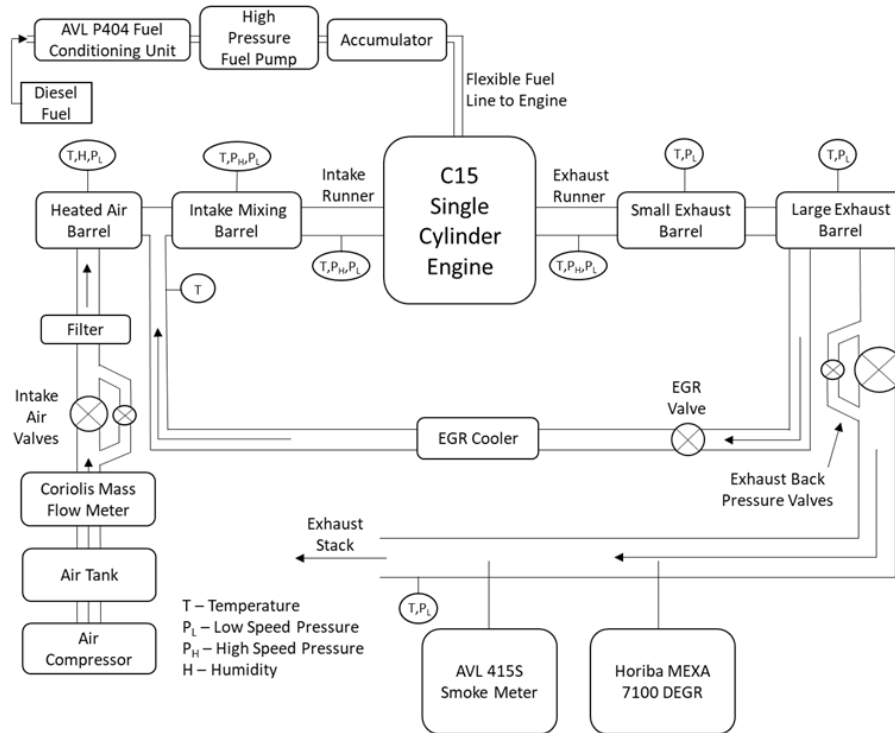 AVL P404 Fuel
Conditioning Unit
High
Pressure
Fuel Pump
Accumulator
Diesel
Fuel
Flexible Fuel
Line to Engine
T,H,PL
T,PH,PL
T,PL
T,PL
Heated Air
Barrel
Intake Mixing
Barrel
Intake
Runner
C15
Single
Cylinder
Engine
Exhaust
Runner
Small Exhaust
Barrel
Large Exhaust
Barrel
T,PH,PL
T,PH,PL
T
Filter
Intake
Air
Valves
EGR
Valve
EGR Cooler
Exhaust Back
Pressure Valves
Coriolis Mass
Flow Meter
Exhaust
Stack
Air Tank
Air
Compressor
T – Temperature
PL – Low Speed Pressure
PH – High Speed Pressure
H – Humidity
T,PL
AVL 415S
Smoke Meter
Horiba MEXA
7100 DEGR